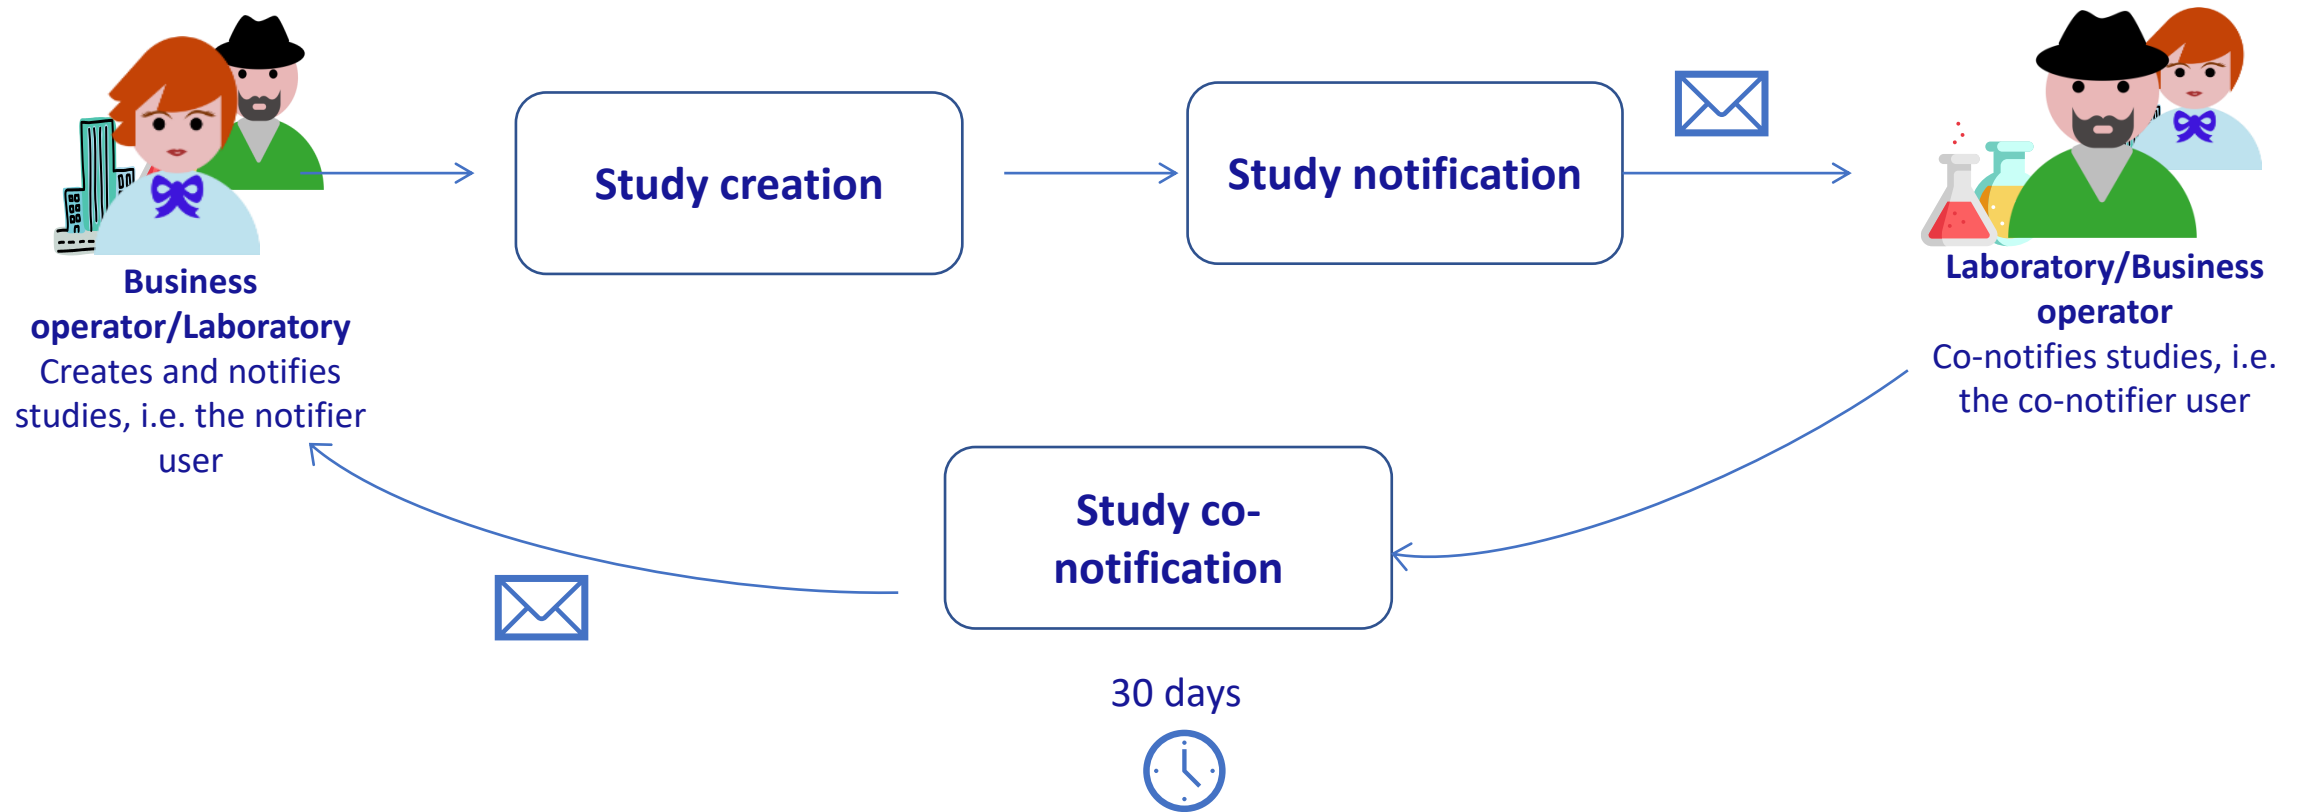 Study creation
Study notification
Business
operator/Laboratory
Creates and notifies
studies, i.e. the notifier
user
Laboratory/Business
operator
Co-notifies studies, i.e.
the co-notifier user
Study co-
notification
30 days